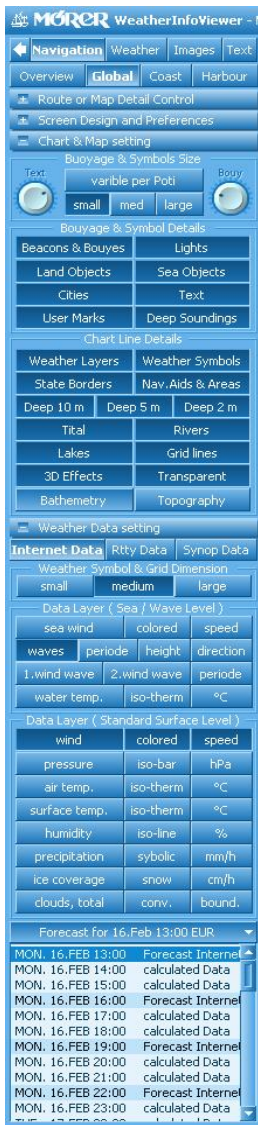 MÖRER WeatherInfoViewer -
Navigation Weather Images Text
Overview Global Coast Harbour
Route or Map Detail Control
Screen Design and Preferences
Chart & Map setting
Buoyage & Symbols Size
Text varible per Poti Bouy
small med large
Bouyage & Symbol Details
Beacons & Bouyes Lights
Land Objects Sea Objects
Cities Text
User Marks Deep Soundings
Chart Line Details
Weather Layers Weather Symbols
State Borders Nav.Aids & Areas
Deep 10 m Deep 5 m Deep 2 m
Tital Rivers
Lakes Grid lines
3D Effects Transparent
Bathemetry Topography
Weather Data setting
Internet Data Rtty Data Synop Data
Weather Symbol & Grid Dimension
small medium large
Data Layer ( Sea / Wave Level )
sea wind colored speed
waves periode height direction
1.wind wave 2.wind wave periode
water temp. iso-therm °C
Data Layer ( Standard Surface Level )
wind colored speed
pressure iso-bar hPa
air temp. iso-therm °C
surface temp. iso-therm °C
humidity iso-line %
precipitation sybolic mm/h
ice coverage snow cm/h
clouds, total conv. bound.
Forecast for 16.Feb 13:00 EUR
MON. 16.FEB 13:00 Forecast Internet
MON. 16.FEB 14:00 calculated Data
MON. 16.FEB 15:00 calculated Data
MON. 16.FEB 16:00 Forecast Internet
MON. 16.FEB 17:00 calculated Data
MON. 16.FEB 18:00 calculated Data
MON. 16.FEB 19:00 Forecast Internet
MON. 16.FEB 20:00 calculated Data
MON. 16.FEB 21:00 calculated Data
MON. 16.FEB 22:00 Forecast Internet
MON. 16.FEB 23:00 calculated Data